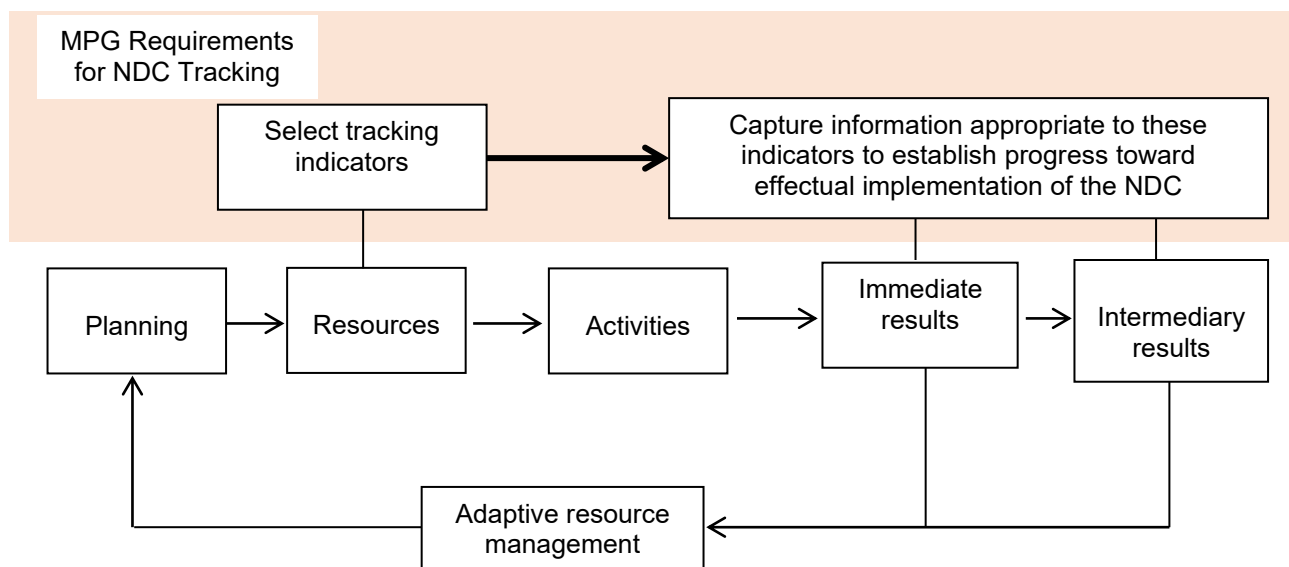 MPG Requirements
for NDC Tracking
Select tracking
indicators
Capture information appropriate to these
indicators to establish progress toward
effectual implementation of the NDC
Planning
Resources
Activities
Immediate
results
Intermediary
results
Adaptive resource
management